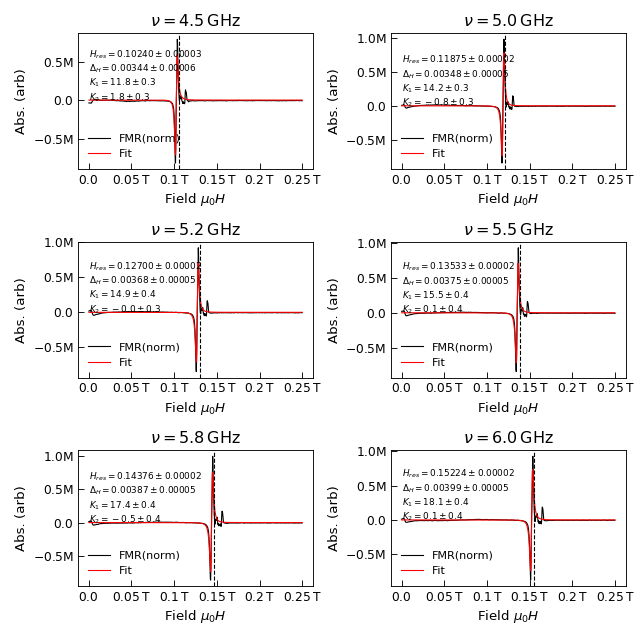 ν = 4.5 GHz
Abs. (arb)
0.5M
0.0
−0.5M
H_res = 0.10240 ± 0.00003
Δ_H = 0.00344 ± 0.00006
K_1 = 11.8 ± 0.3
K_2 = 1.8 ± 0.3
FMR(norm)
Fit
0.0 0.05 T 0.1 T 0.15 T 0.2 T 0.25 T
Field μ_0H
ν = 5.0 GHz
Abs. (arb)
1.0M
0.5M
0.0
−0.5M
H_res = 0.11875 ± 0.00002
Δ_H = 0.00348 ± 0.00005
K_1 = 14.2 ± 0.3
K_2 = −0.8 ± 0.3
FMR(norm)
Fit
0.0 0.05 T 0.1 T 0.15 T 0.2 T 0.25 T
Field μ_0H
ν = 5.2 GHz
Abs. (arb)
1.0M
0.5M
0.0
−0.5M
H_res = 0.12700 ± 0.00002
Δ_H = 0.00368 ± 0.00005
K_1 = 14.9 ± 0.4
K_2 = −0.0 ± 0.3
FMR(norm)
Fit
0.0 0.05 T 0.1 T 0.15 T 0.2 T 0.25 T
Field μ_0H
ν = 5.5 GHz
Abs. (arb)
1.0M
0.5M
0.0
−0.5M
H_res = 0.13533 ± 0.00002
Δ_H = 0.00375 ± 0.00005
K_1 = 15.5 ± 0.4
K_2 = 0.1 ± 0.4
FMR(norm)
Fit
0.0 0.05 T 0.1 T 0.15 T 0.2 T 0.25 T
Field μ_0H
ν = 5.8 GHz
Abs. (arb)
1.0M
0.5M
0.0
−0.5M
H_res = 0.14376 ± 0.00002
Δ_H = 0.00387 ± 0.00005
K_1 = 17.4 ± 0.4
K_2 = −0.5 ± 0.4
FMR(norm)
Fit
0.0 0.05 T 0.1 T 0.15 T 0.2 T 0.25 T
Field μ_0H
ν = 6.0 GHz
Abs. (arb)
1.0M
0.5M
0.0
−0.5M
H_res = 0.15224 ± 0.00002
Δ_H = 0.00399 ± 0.00005
K_1 = 18.1 ± 0.4
K_2 = 0.1 ± 0.4
FMR(norm)
Fit
0.0 0.05 T 0.1 T 0.15 T 0.2 T 0.25 T
Field μ_0H